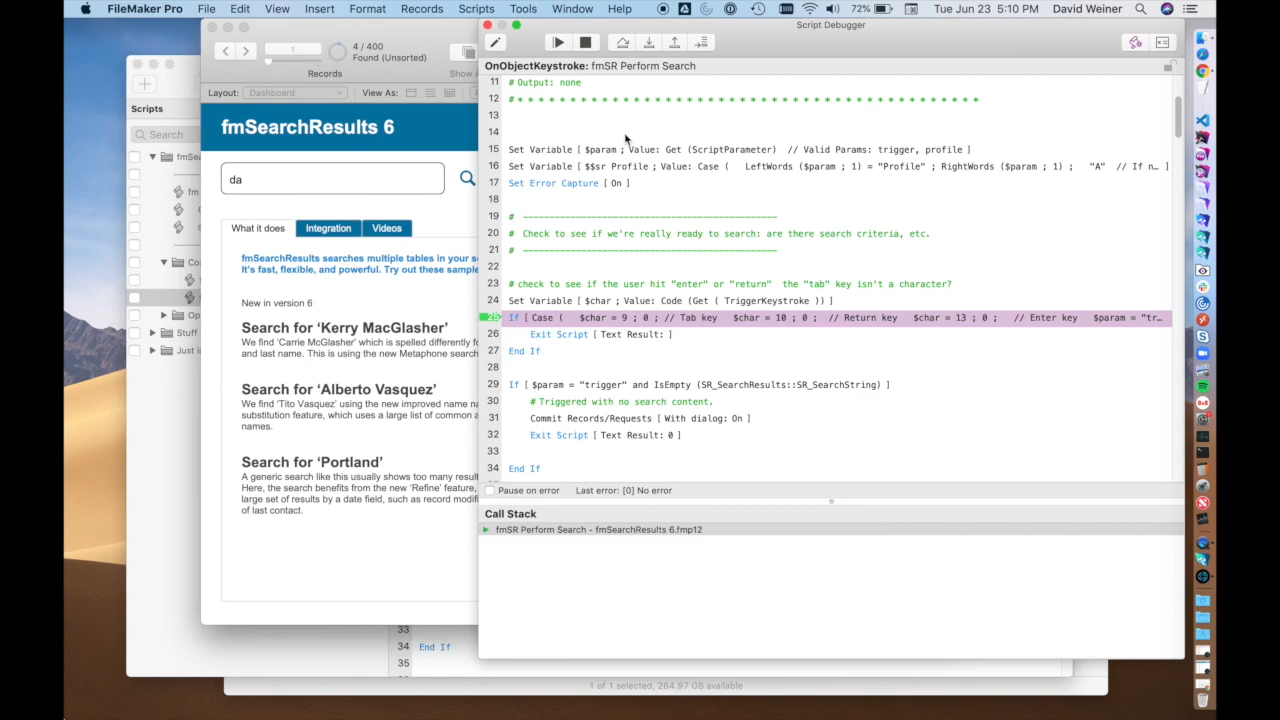 FileMaker Pro File Edit View Insert Format Records Scripts Tools Window Help 72% Tue Jun 23 5:10 PM David Weiner
Script Debugger
OnObjectKeystroke: fmSR Perform Search
1
4 / 400
Found (Unsorted)
Records
Show A
Layout: Dashboard View As:
fmSearchResults 6
da
What it does Integration Videos
fmSearchResults searches multiple tables in your s
It's fast, flexible, and powerful. Try out these sample
New in version 6
Search for 'Kerry MacGlasher'
We find 'Carrie McGlasher' which is spelled differently f
and last name. This is using the new Metaphone search
Search for 'Alberto Vasquez'
We find 'Tito Vasquez' using the new improved name na
substitution feature, which uses a large list of common a
names.
Search for 'Portland'
A generic search like this usually shows too many result
Here, the search benefits from the new 'Refine' feature,
large set of results by a date field, such as record modif
of last contact.
Scripts
Search
fmSea
fm
(
(
Co
Op
Stuff
Just i
11 # Output: none
12 # * * * * * * * * * * * * * * * * * * * * * * * * * * * * * * * * * * * * * * * *
13
14
15 Set Variable [ $param ; Value: Get (ScriptParameter) // Valid Params: trigger, profile ]
16 Set Variable [ $$sr Profile ; Value: Case ( LeftWords ($param ; 1) = "Profile" ; RightWords ($param ; 1) ; "A" // If n… ]
17 Set Error Capture [ On ]
18
19 # ------------------------------------------------
20 # Check to see if we're really ready to search: are there search criteria, etc.
21 # ------------------------------------------------
22
23 # check to see if the user hit "enter" or "return" the "tab" key isn't a character?
24 Set Variable [ $char ; Value: Code (Get ( TriggerKeystroke )) ]
25 If [ Case ( $char = 9 ; 0 ; // Tab key $char = 10 ; 0 ; // Return key $char = 13 ; 0 ; // Enter key $param = "tr…
26 Exit Script [ Text Result: ]
27 End If
28
29 If [ $param = "trigger" and IsEmpty (SR_SearchResults::SR_SearchString) ]
30 # Triggered with no search content.
31 Commit Records/Requests [ With dialog: On ]
32 Exit Script [ Text Result: 0 ]
33
34 End If
Pause on error Last error: [0] No error
Call Stack
fmSR Perform Search - fmSearchResults 6.fmp12
33
34 End If
35
1 of 1 selected, 264.97 GB available